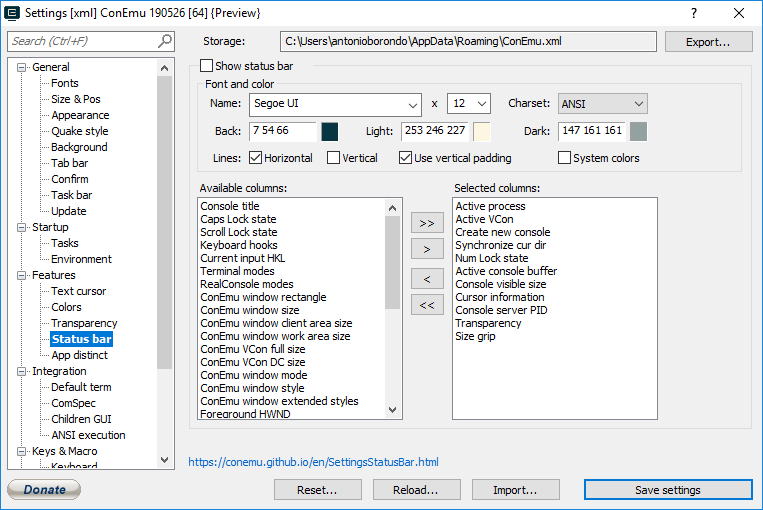 Settings [xml] ConEmu 190526 [64] {Preview}
Search (Ctrl+F)
Storage: C:\Users\antonioborondo\AppData\Roaming\ConEmu.xml Export...
General
Fonts
Size & Pos
Appearance
Quake style
Background
Tab bar
Confirm
Task bar
Update
Startup
Tasks
Environment
Features
Text cursor
Colors
Transparency
Status bar
App distinct
Integration
Default term
ComSpec
Children GUI
ANSI execution
Keys & Macro
Keyboard
Show status bar
Font and color
Name: Segoe UI x 12 Charset: ANSI
Back: 7 54 66 Light: 253 246 227 Dark: 147 161 161
Lines: Horizontal Vertical Use vertical padding System colors
Available columns:
Console title
Caps Lock state
Scroll Lock state
Keyboard hooks
Current input HKL
Terminal modes
RealConsole modes
ConEmu window rectangle
ConEmu window size
ConEmu window client area size
ConEmu window work area size
ConEmu VCon full size
ConEmu VCon DC size
ConEmu window mode
ConEmu window style
ConEmu window extended styles
Foreground HWND
>>
>
<
<<
Selected columns:
Active process
Active VCon
Create new console
Synchronize cur dir
Num Lock state
Active console buffer
Console visible size
Cursor information
Console server PID
Transparency
Size grip
https://conemu.github.io/en/SettingsStatusBar.html
Donate Reset... Reload... Import... Save settings